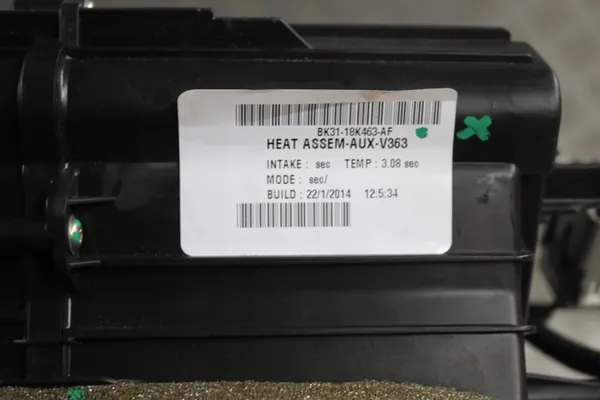 BK31-18K463-AF
HEAT ASSEM-AUX-V363
INTAKE : sec TEMP : 3.08 sec
MODE : sec/
BUILD : 22/1/2014 12:5:34